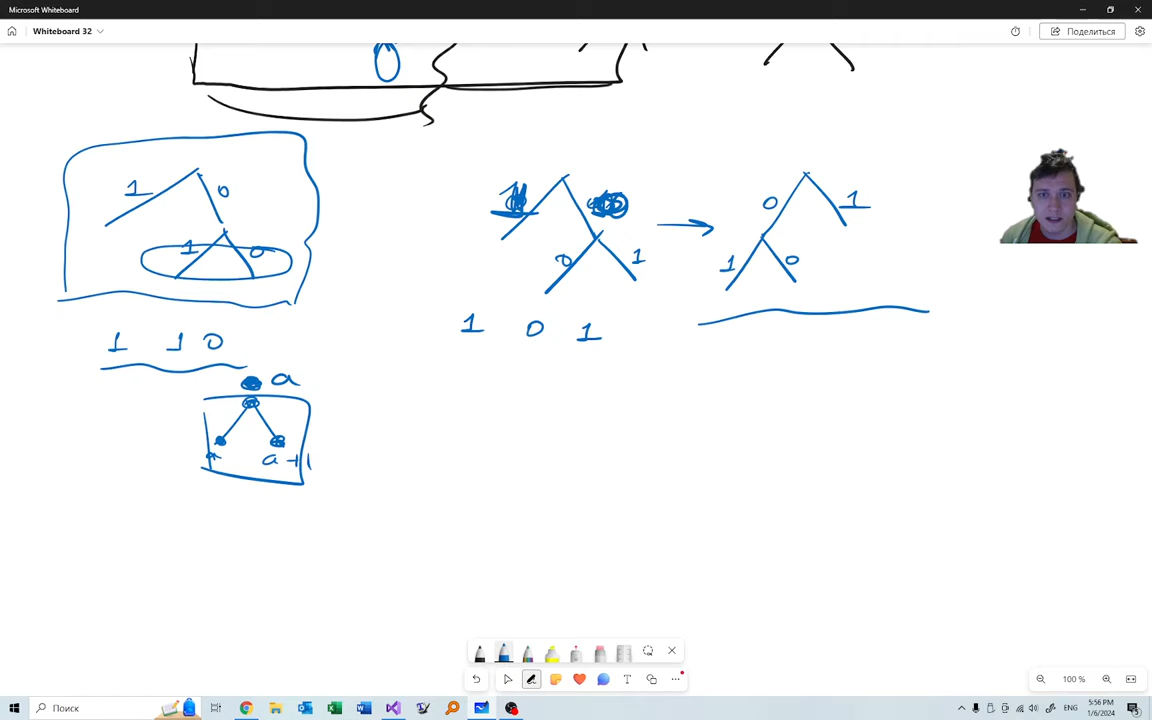 Microsoft Whiteboard
Whiteboard 32
Поделиться
0
1 0
1 0
1 1 0
a
a a+1
0 1
1 0 1
0 1
1 0
100 %
Поиск
ENG
5:56 PM
1/6/2024
5